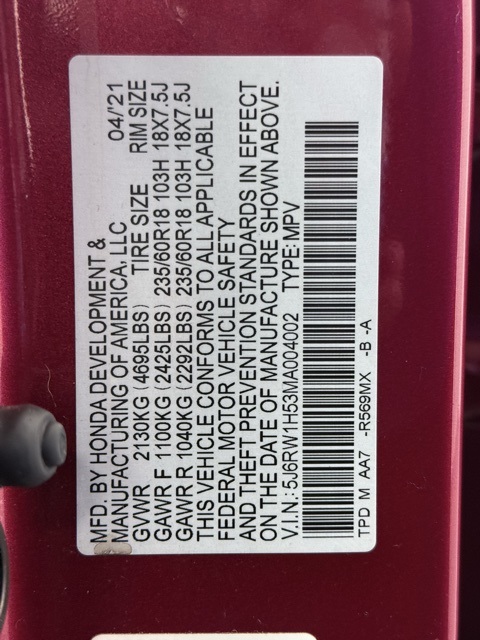 MFD. BY HONDA DEVELOPMENT & 04/'21
MANUFACTURING OF AMERICA, LLC
GVWR 2130KG (4695LBS) TIRE SIZE RIM SIZE
GAWR F 1100KG (2425LBS) 235/60R18 103H 18X7.5J
GAWR R 1040KG (2292LBS) 235/60R18 103H 18X7.5J
THIS VEHICLE CONFORMS TO ALL APPLICABLE
FEDERAL MOTOR VEHICLE SAFETY
AND THEFT PREVENTION STANDARDS IN EFFECT
ON THE DATE OF MANUFACTURE SHOWN ABOVE.
V.I.N.:5J6RW1H53MA004002 TYPE: MPV
TPD M AA7 -R569MX -B -A